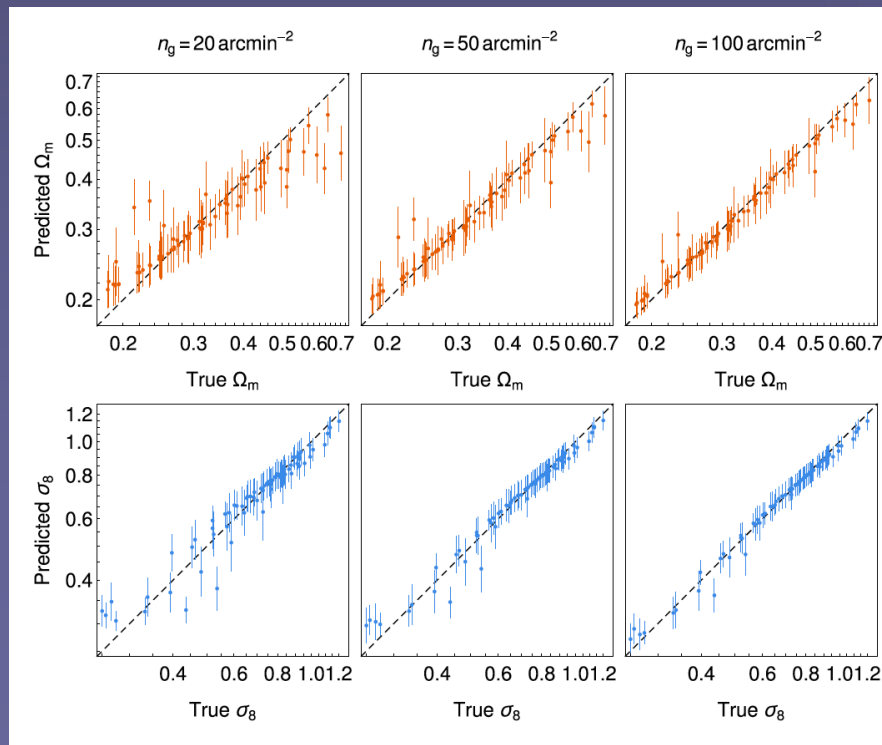 n_g = 20 arcmin⁻² n_g = 50 arcmin⁻² n_g = 100 arcmin⁻²
0.7
0.6
0.5
0.4
0.3
0.2
Predicted Ω_m
0.2 0.3 0.4 0.5 0.6 0.7 0.2 0.3 0.4 0.5 0.6 0.7 0.2 0.3 0.4 0.5 0.6 0.7
True Ω_m True Ω_m True Ω_m
1.2
1.0
0.8
0.6
0.4
Predicted σ₈
0.4 0.6 0.8 1.0 1.2 0.4 0.6 0.8 1.0 1.2 0.4 0.6 0.8 1.0 1.2
True σ₈ True σ₈ True σ₈